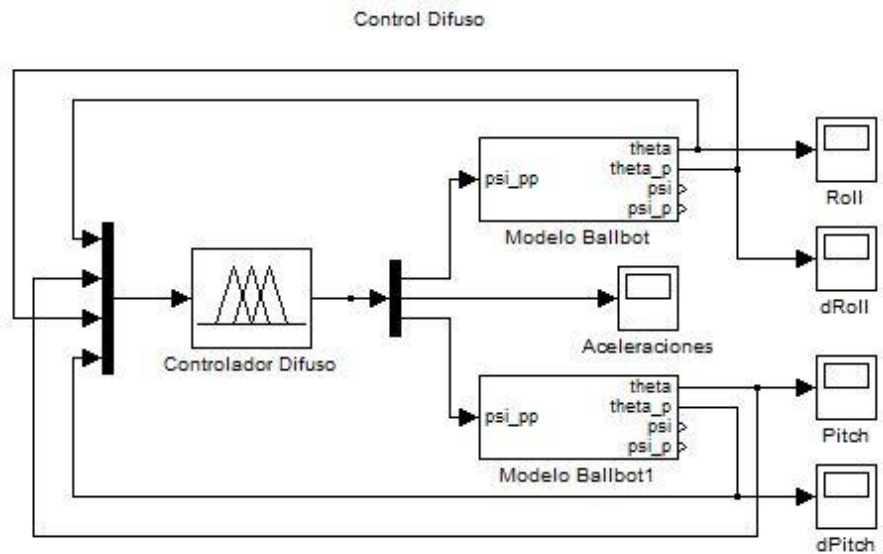 Control Difuso
theta
theta_p
psi
psi_p
psi_pp
Modelo Ballbot
Roll
dRoll
Aceleraciones
Controlador Difuso
theta
theta_p
psi
psi_p
psi_pp
Modelo Ballbot1
Pitch
dPitch